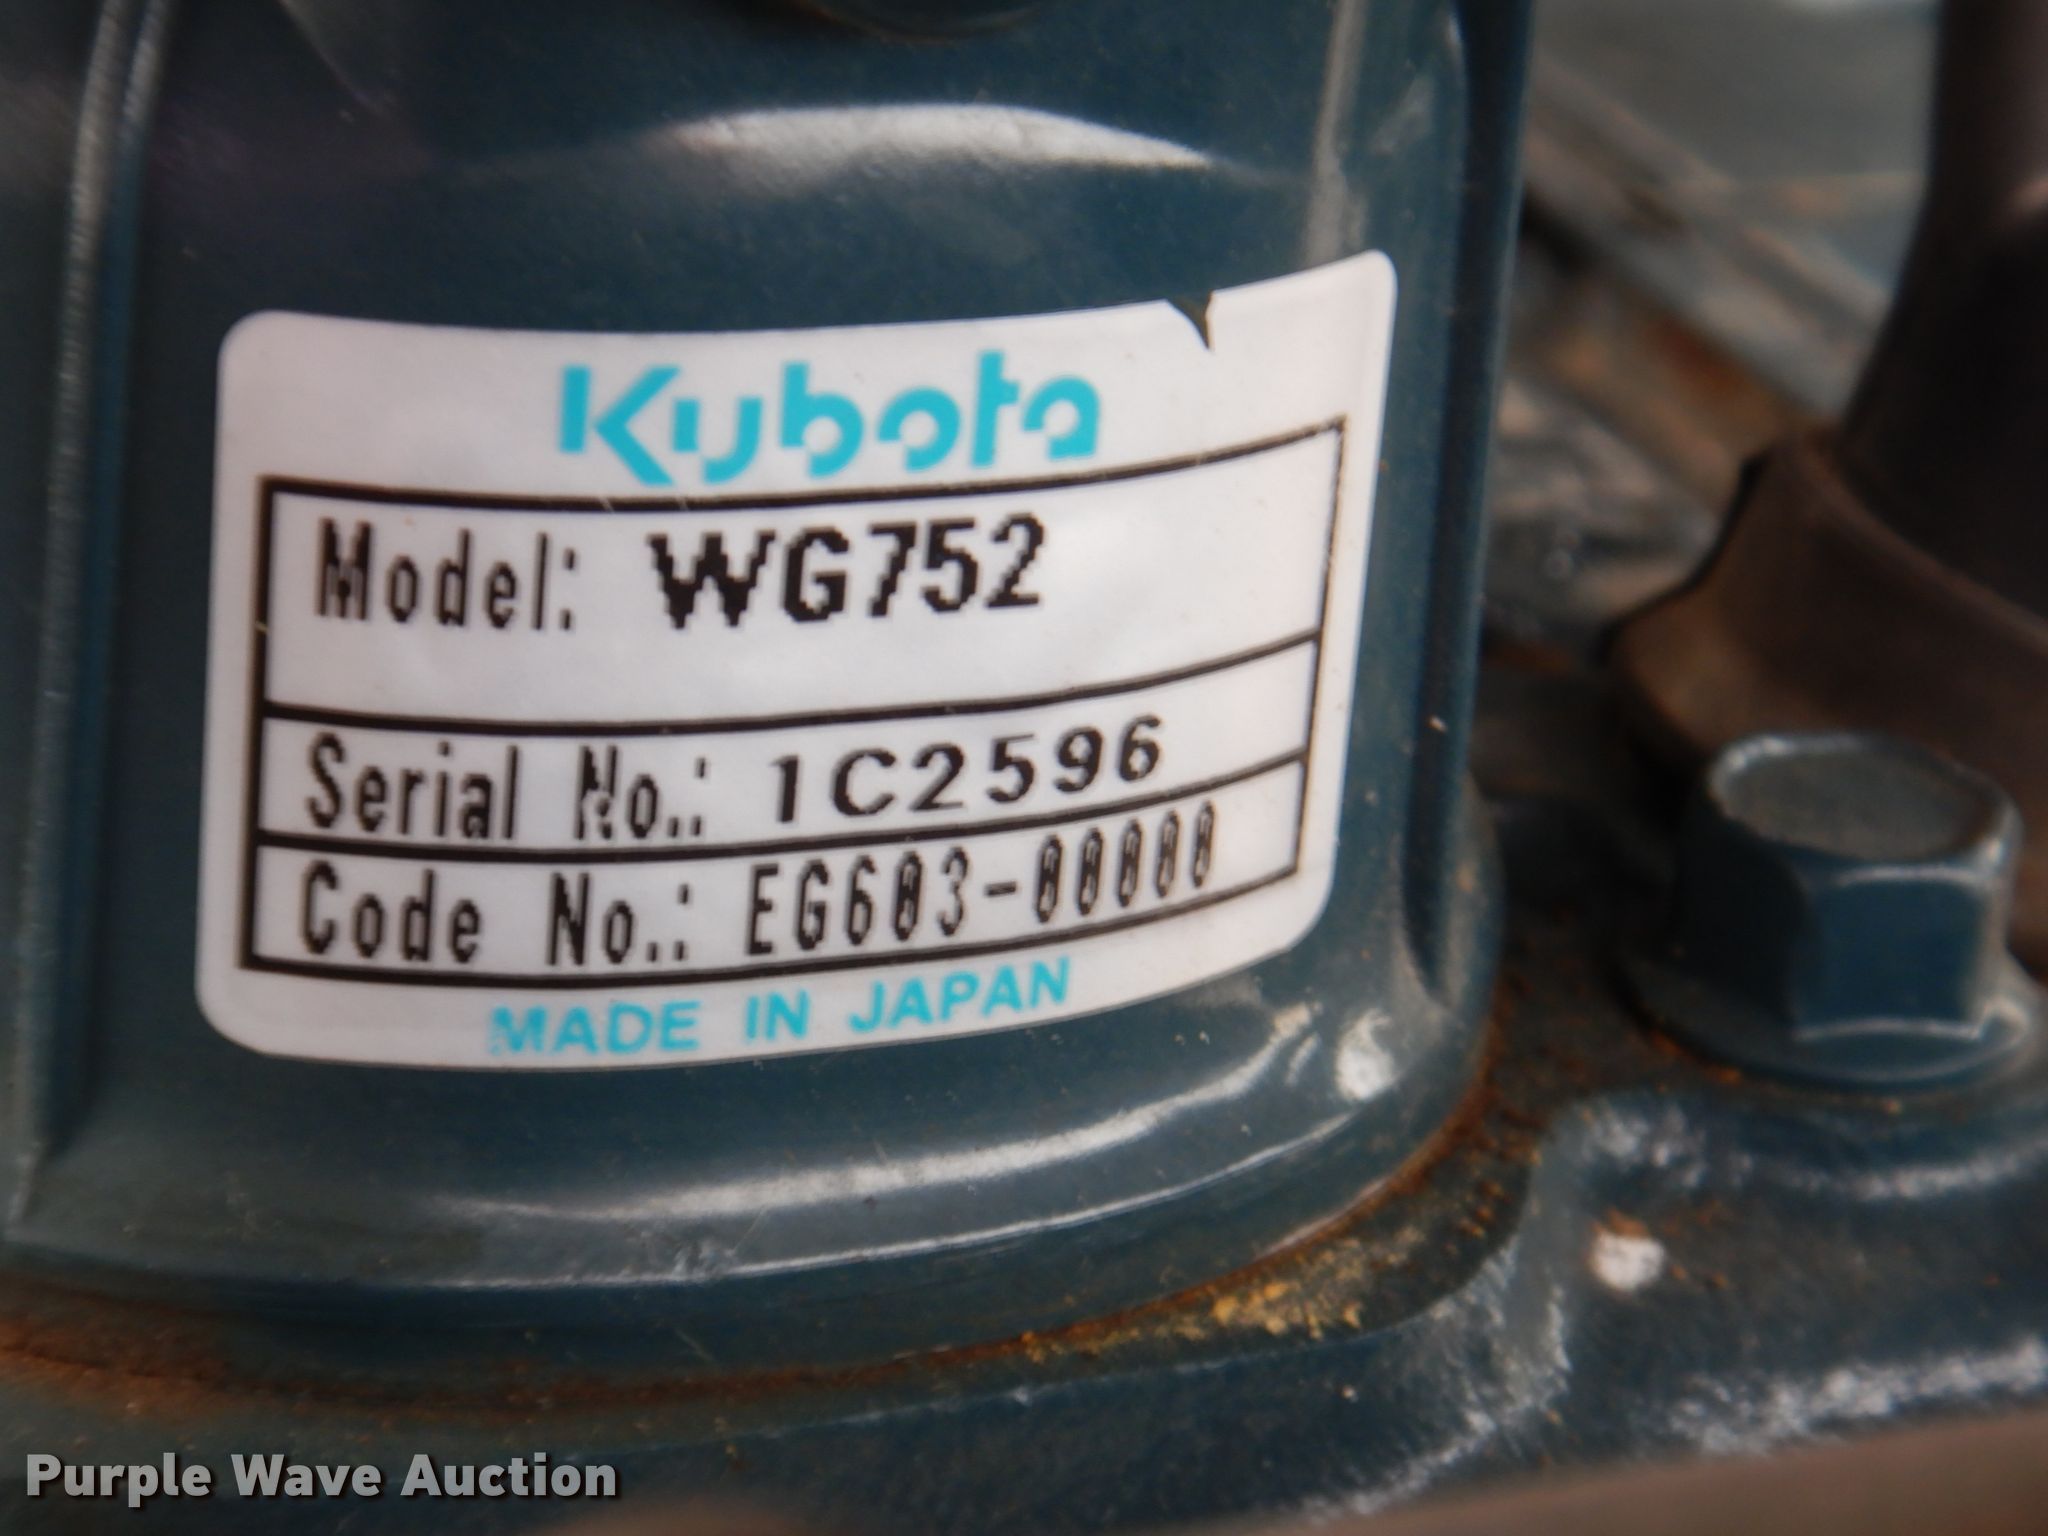 Kubota
Model: WG752
Serial No.: 1C2596
Code No.: EG603-00000
MADE IN JAPAN
Purple Wave Auction